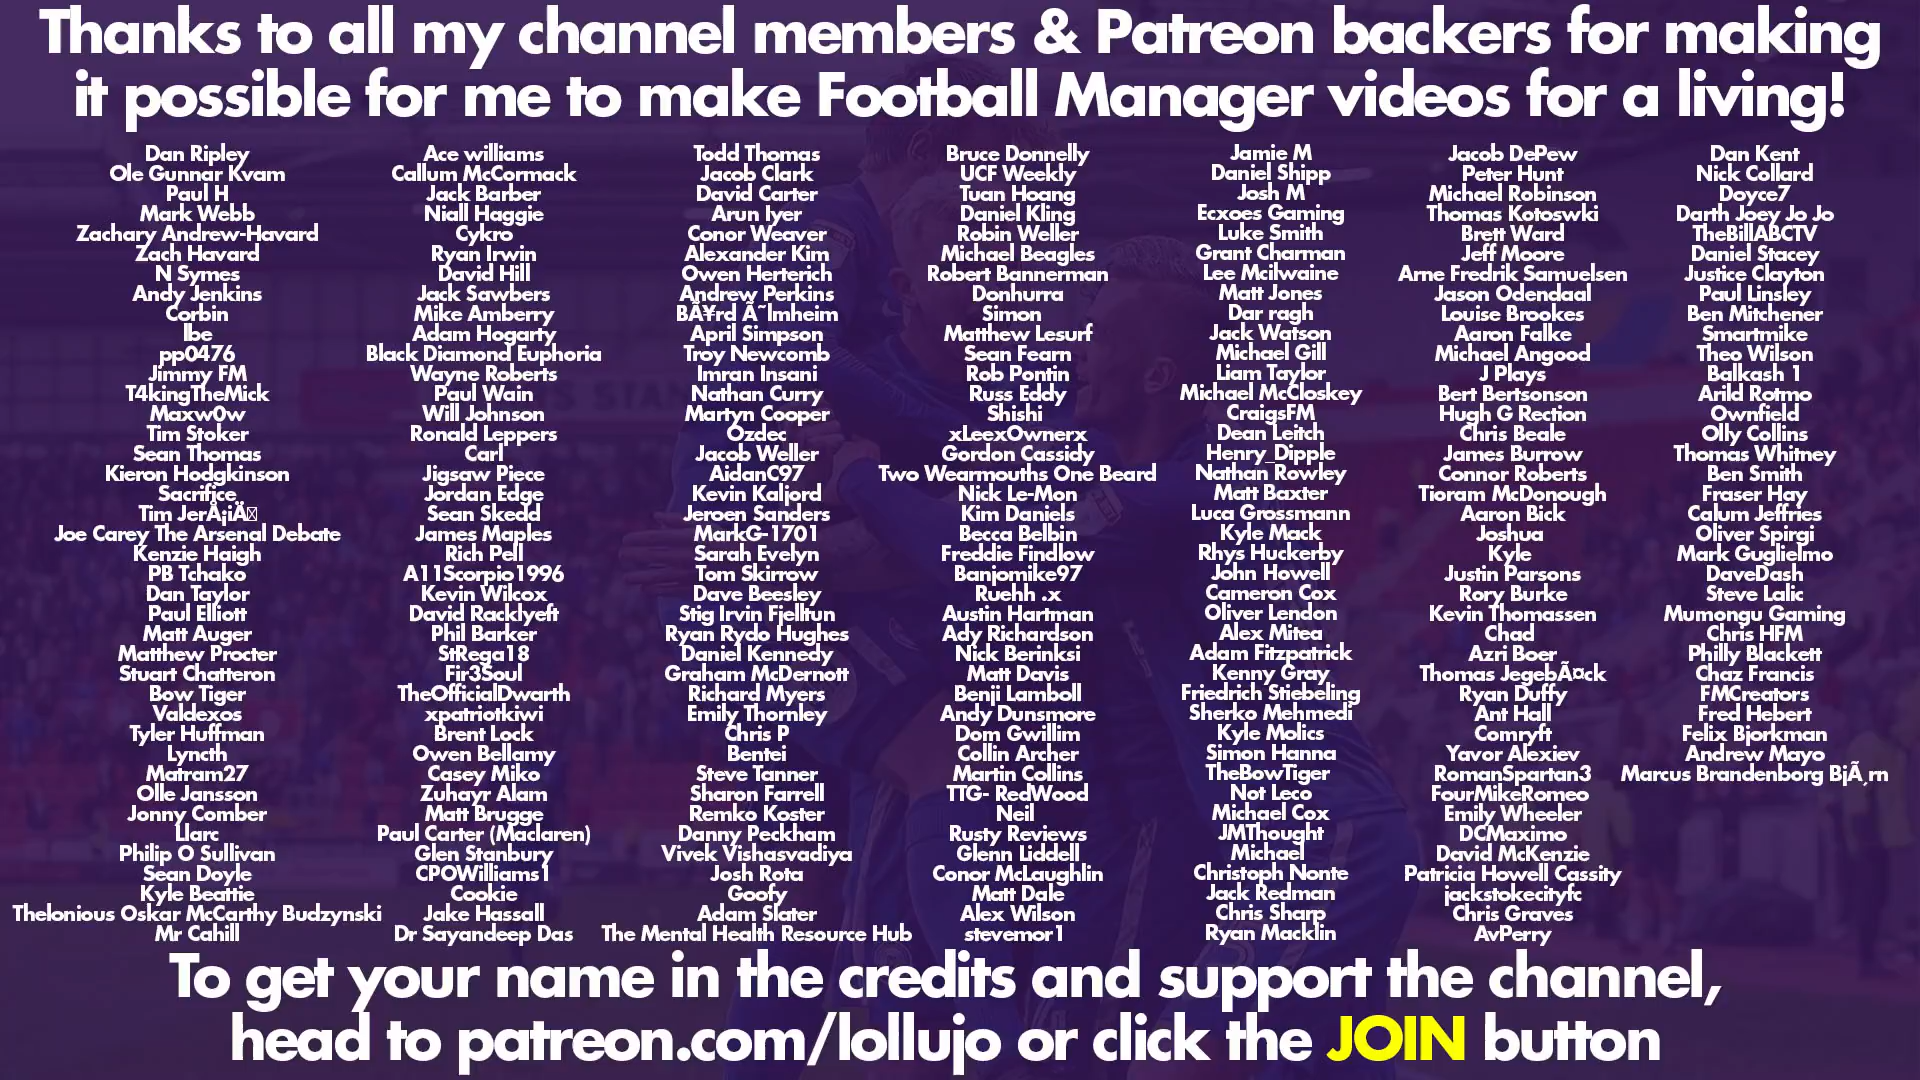 Thanks to all my channel members & Patreon backers for making
it possible for me to make Football Manager videos for a living!
Dan Ripley
Ole Gunnar Kvam
Paul H
Mark Webb
Zachary Andrew-Havard
Zach Havard
N Symes
Andy Jenkins
Corbin
lbe
pp0476
Jimmy FM
T4kingTheMick
Maxw0w
Tim Stoker
Sean Thomas
Kieron Hodgkinson
Sacrifice
Tim
Joe Carey The Arsenal Debate
Kenzie Haigh
PB Tchako
Dan Taylor
Paul Elliott
Matt Auger
Matthew Procter
Stuart Chatteron
Bow Tiger
Valdexos
Tyler Huffman
Lyncth
Matram27
Olle Jansson
Jonny Comber
Llarc
Philip O Sullivan
Sean Doyle
Kyle Beattie
Thelonious Oskar McCarthy Budzynski
Mr Cahill
Ace williams
Callum McCormack
Jack Barber
Niall Haggie
Cykro
Ryan Irwin
David Hill
Jack Sawbers
Mike Amberry
Adam Hogarty
Black Diamond Euphoria
Wayne Roberts
Paul Wain
Will Johnson
Ronald Leppers
Carl
Jigsaw Piece
Jordan Edge
Sean Skedd
James Maples
Rich Pell
A11Scorpio1996
Kevin Wilcox
David Racklyeft
Phil Barker
StRega18
Fir3Soul
TheOfficialDwarth
xpatriotkiwi
Brent Lock
Owen Bellamy
Casey Miko
Zuhayr Alam
Matt Brugge
Paul Carter (Maclaren)
Glen Stanbury
CPOWilliams1
Cookie
Jake Hassall
Dr Sayandeep Das
Todd Thomas
Jacob Clark
David Carter
Arun Iyer
Conor Weaver
Alexander Kim
Owen Herterich
Andrew Perkins
BÃ¥rd Ã˜lmheim
April Simpson
Troy Newcomb
Imran Insani
Nathan Curry
Martyn Cooper
Ozdec
Jacob Weller
AidanC97
Kevin Kaljord
Jeroen Sanders
MarkG-1701
Sarah Evelyn
Tom Skirrow
Dave Beesley
Stig Irvin Fjelltun
Ryan Rydo Hughes
Daniel Kennedy
Graham McDernott
Richard Myers
Emily Thornley
Chris P
Bentei
Steve Tanner
Sharon Farrell
Remko Koster
Danny Peckham
Vivek Vishasvadiya
Josh Rota
Goofy
Adam Slater
The Mental Health Resource Hub
Bruce Donnelly
UCF Weekly
Tuan Hoang
Daniel Kling
Robin Weller
Michael Beagles
Robert Bannerman
Donhurra
Simon
Matthew Lesurf
Sean Fearn
Rob Pontin
Russ Eddy
Shishi
xLeexOwnerx
Gordon Cassidy
Two Wearmouths One Beard
Nick Le-Mon
Kim Daniels
Becca Belbin
Freddie Findlow
Banjomike97
Ruehh .x
Austin Hartman
Ady Richardson
Nick Berinksi
Matt Davis
Benji Lamboll
Andy Dunsmore
Dom Gwillim
Collin Archer
Martin Collins
TTG- RedWood
Neil
Rusty Reviews
Glenn Liddell
Conor McLaughlin
Matt Dale
Alex Wilson
stevemor1
Jamie M
Daniel Shipp
Josh M
Ecxoes Gaming
Luke Smith
Grant Charman
Lee Mcilwaine
Matt Jones
Dar ragh
Jack Watson
Michael Gill
Liam Taylor
Michael McCloskey
CraigsFM
Dean Leitch
Henry_Dipple
Nathan Rowley
Matt Baxter
Luca Grossmann
Kyle Mack
Rhys Huckerby
John Howell
Cameron Cox
Oliver Lendon
Alex Mitea
Adam Fitzpatrick
Kenny Gray
Friedrich Stiebeling
Sherko Mehmedi
Kyle Molics
Simon Hanna
TheBowTiger
Not Leco
Michael Cox
JMThought
Michael
Christoph Nonte
Jack Redman
Chris Sharp
Ryan Macklin
Jacob DePew
Peter Hunt
Michael Robinson
Thomas Kotoswki
Brett Ward
Jeff Moore
Arne Fredrik Samuelsen
Jason Odendaal
Louise Brookes
Aaron Falke
Michael Angood
J Plays
Bert Bertsonson
Hugh G Rection
Chris Beale
James Burrow
Connor Roberts
Tioram McDonough
Aaron Bick
Joshua
Kyle
Justin Parsons
Rory Burke
Kevin Thomassen
Chad
Azri Boer
Thomas JegebÃ¤ck
Ryan Duffy
Ant Hall
Comryft
Yavor Alexiev
RomanSpartan3
FourMikeRomeo
Emily Wheeler
DCMaximo
David McKenzie
Patricia Howell Cassity
jackstokecityfc
Chris Graves
AvPerry
Dan Kent
Nick Collard
Doyce7
Darth Joey Jo Jo
TheBillABCTV
Daniel Stacey
Justice Clayton
Paul Linsley
Ben Mitchener
Smartmike
Theo Wilson
Balkash 1
Arild Rotmo
Ownfield
Olly Collins
Thomas Whitney
Ben Smith
Fraser Hay
Calum Jeffries
Oliver Spirgi
Mark Guglielmo
DaveDash
Steve Lalic
Mumongu Gaming
Chris HFM
Philly Blackett
Chaz Francis
FMCreators
Fred Hebert
Felix Bjorkman
Andrew Mayo
Marcus Brandenborg BjÃ¸rn
To get your name in the credits and support the channel,
head to patreon.com/lollujo or click the JOIN button